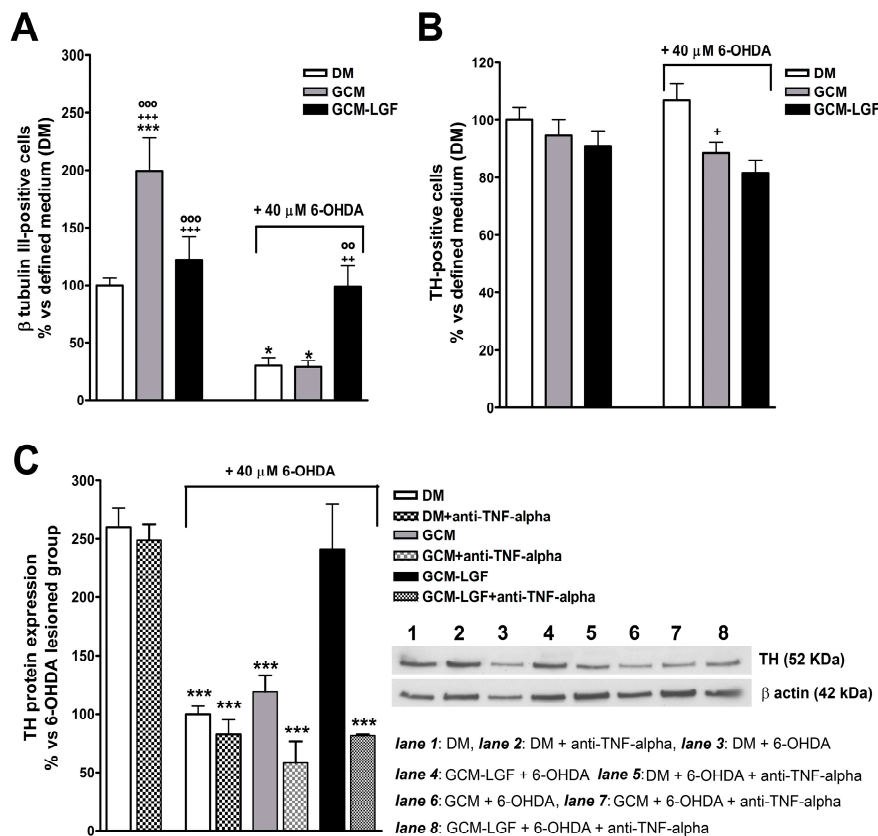 A
β tubulin III-positive cells
% vs defined medium (DM)
300
250
200
150
100
50
0
ooo
+++
***
ooo
+++
+ 40 μM 6-OHDA
*
*
oo
++
DM
GCM
GCM-LGF
B
TH-positive cells
% vs defined medium (DM)
120
100
80
60
40
20
0
+ 40 μM 6-OHDA
+
DM
GCM
GCM-LGF
C
TH protein expression
% vs 6-OHDA lesioned group
300
250
200
150
100
50
0
+ 40 μM 6-OHDA
***
***
***
***
***
DM
DM+anti-TNF-alpha
GCM
GCM+anti-TNF-alpha
GCM-LGF
GCM-LGF+anti-TNF-alpha
1 2 3 4 5 6 7 8
TH (52 KDa)
β actin (42 kDa)
lane 1: DM, lane 2: DM + anti-TNF-alpha, lane 3: DM + 6-OHDA
lane 4: GCM-LGF + 6-OHDA lane 5: DM + 6-OHDA + anti-TNF-alpha
lane 6: GCM + 6-OHDA, lane 7: GCM + 6-OHDA + anti-TNF-alpha
lane 8: GCM-LGF + 6-OHDA + anti-TNF-alpha